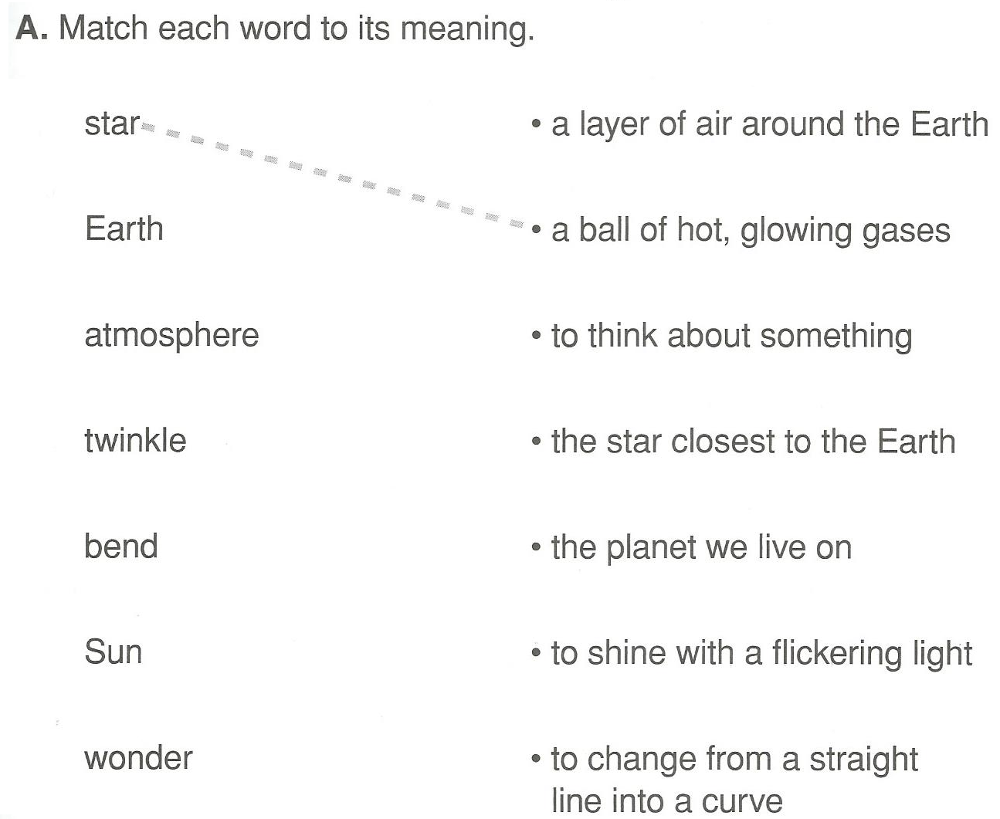 A. Match each word to its meaning.
star • a layer of air around the Earth
Earth • a ball of hot, glowing gases
atmosphere • to think about something
twinkle • the star closest to the Earth
bend • the planet we live on
Sun • to shine with a flickering light
wonder • to change from a straight
line into a curve